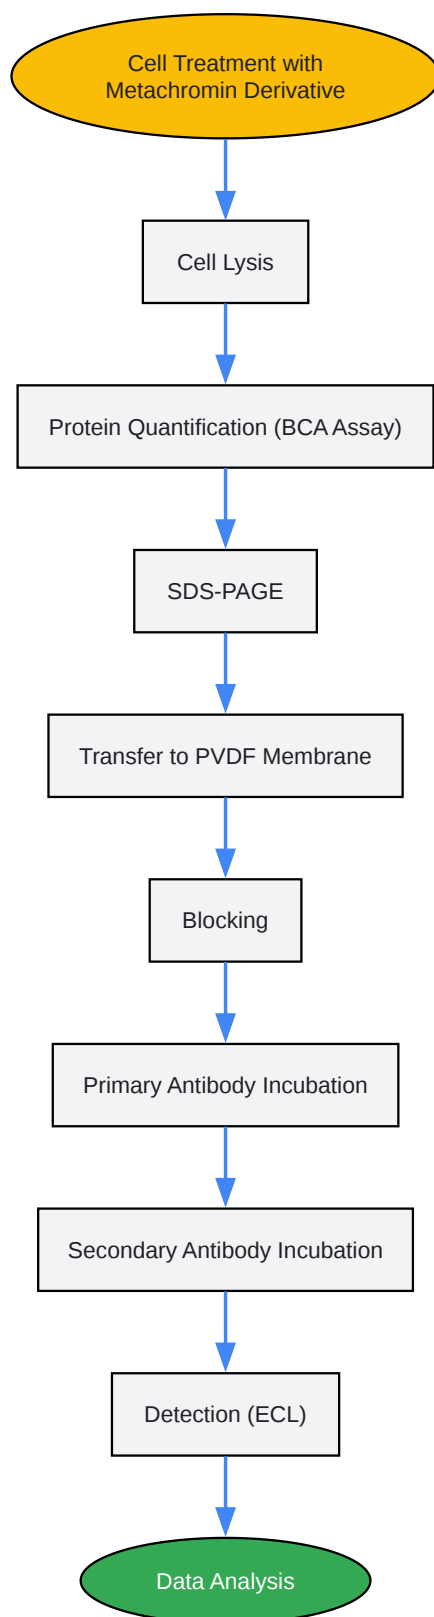 Cell Treatment with
Metachromin Derivative
Cell Lysis
Protein Quantification (BCA Assay)
SDS-PAGE
Transfer to PVDF Membrane
Blocking
Primary Antibody Incubation
Secondary Antibody Incubation
Detection (ECL)
Data Analysis